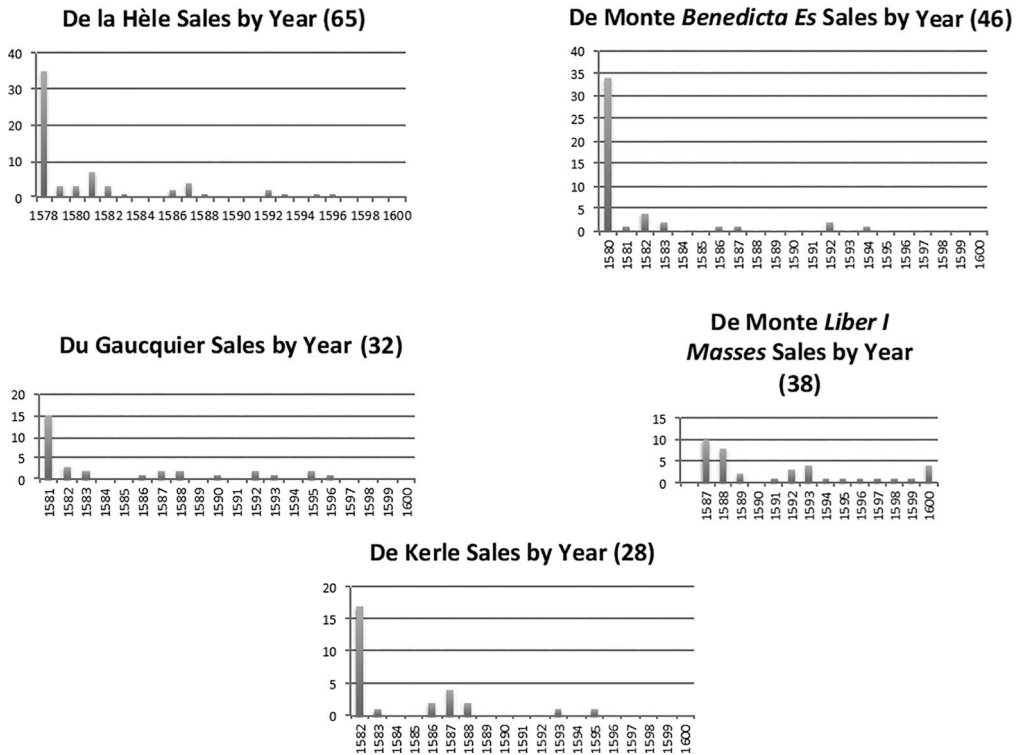 De la Hèle Sales by Year (65)
40
30
20
10
0
1578 1580 1582 1584 1586 1588 1590 1592 1594 1596 1598 1600
De Monte Benedicta Es Sales by Year (46)
40
35
30
25
20
15
10
5
0
1580 1581 1582 1583 1584 1585 1586 1587 1588 1589 1590 1591 1592 1593 1594 1595 1596 1597 1598 1599 1600
Du Gaucquier Sales by Year (32)
20
15
10
5
0
1581 1582 1583 1584 1585 1586 1587 1588 1589 1590 1591 1592 1593 1594 1595 1596 1597 1598 1599 1600
De Monte Liber I
Masses Sales by Year
(38)
15
10
5
0
1587 1588 1589 1590 1591 1592 1593 1594 1595 1596 1597 1598 1599 1600
De Kerle Sales by Year (28)
20
15
10
5
0
1582 1583 1584 1585 1586 1587 1588 1589 1590 1591 1592 1593 1594 1595 1596 1597 1598 1599 1600